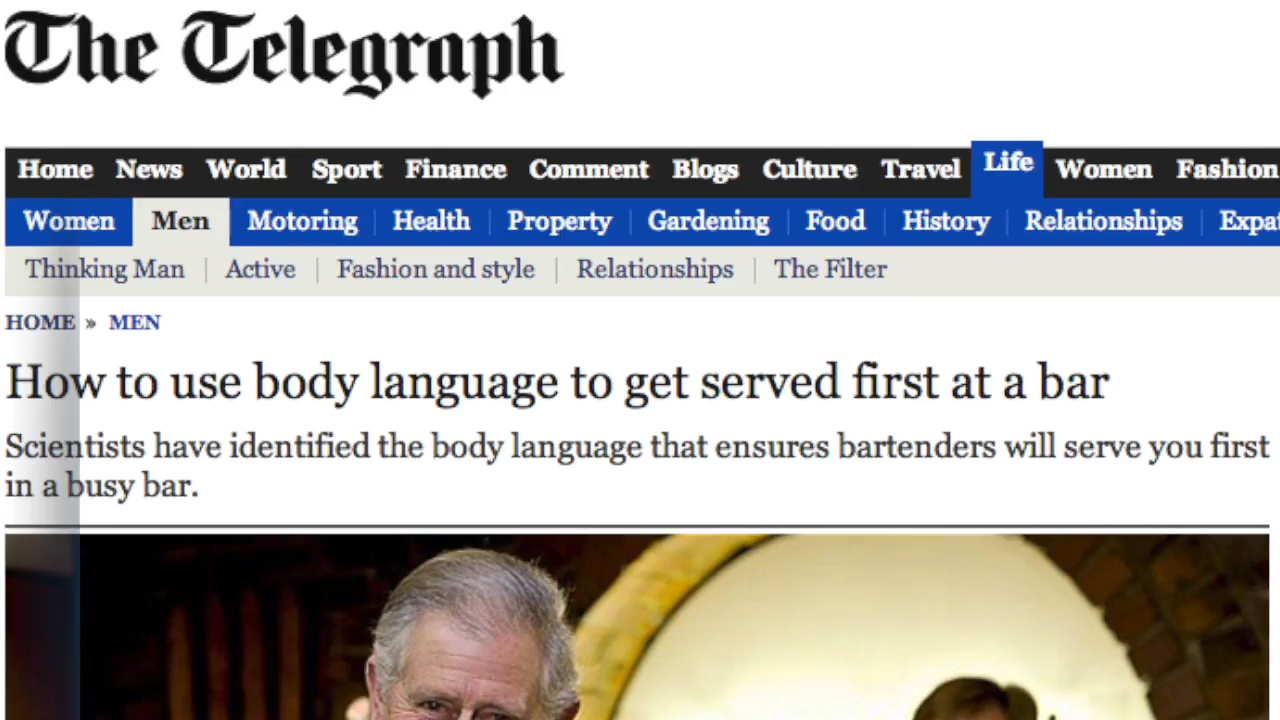 The Telegraph
Home News World Sport Finance Comment Blogs Culture Travel Life Women Fashion
Women Men Motoring Health Property Gardening Food History Relationships
Thinking Man Active Fashion and style Relationships The Filter
HOME » MEN
How to use body language to get served first at a bar
Scientists have identified the body language that ensures bartenders will serve you first
in a busy bar.